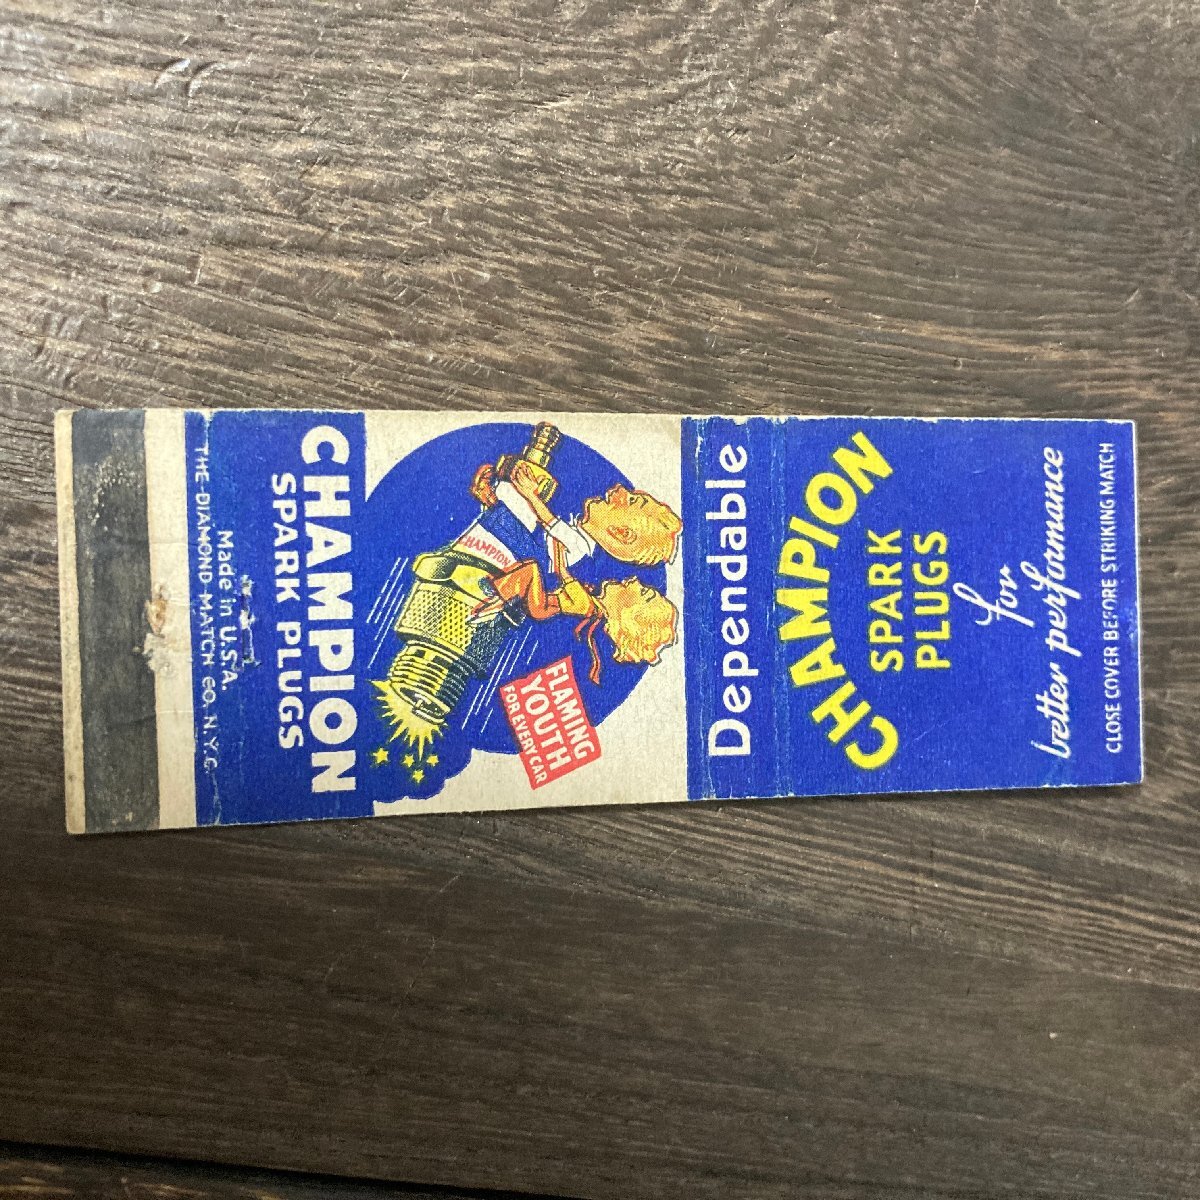 CLOSE COVER BEFORE STRIKING MATCH
better performance
for
CHAMPION
SPARK
PLUGS
Dependable
CHAMPION
FLAMING
YOUTH
FOR EVERY CAR
CHAMPION
SPARK PLUGS
Made in U.S.A.
THE DIAMOND MATCH CO. N.Y.C.